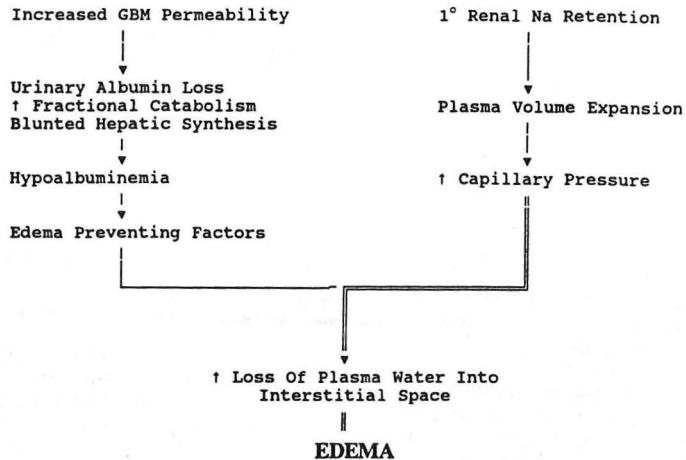 Increased GBM Permeability
Urinary Albumin Loss
↑ Fractional Catabolism
Blunted Hepatic Synthesis
Hypoalbuminemia
Edema Preventing Factors
1° Renal Na Retention
Plasma Volume Expansion
↑ Capillary Pressure
↑ Loss Of Plasma Water Into
Interstitial Space
EDEMA